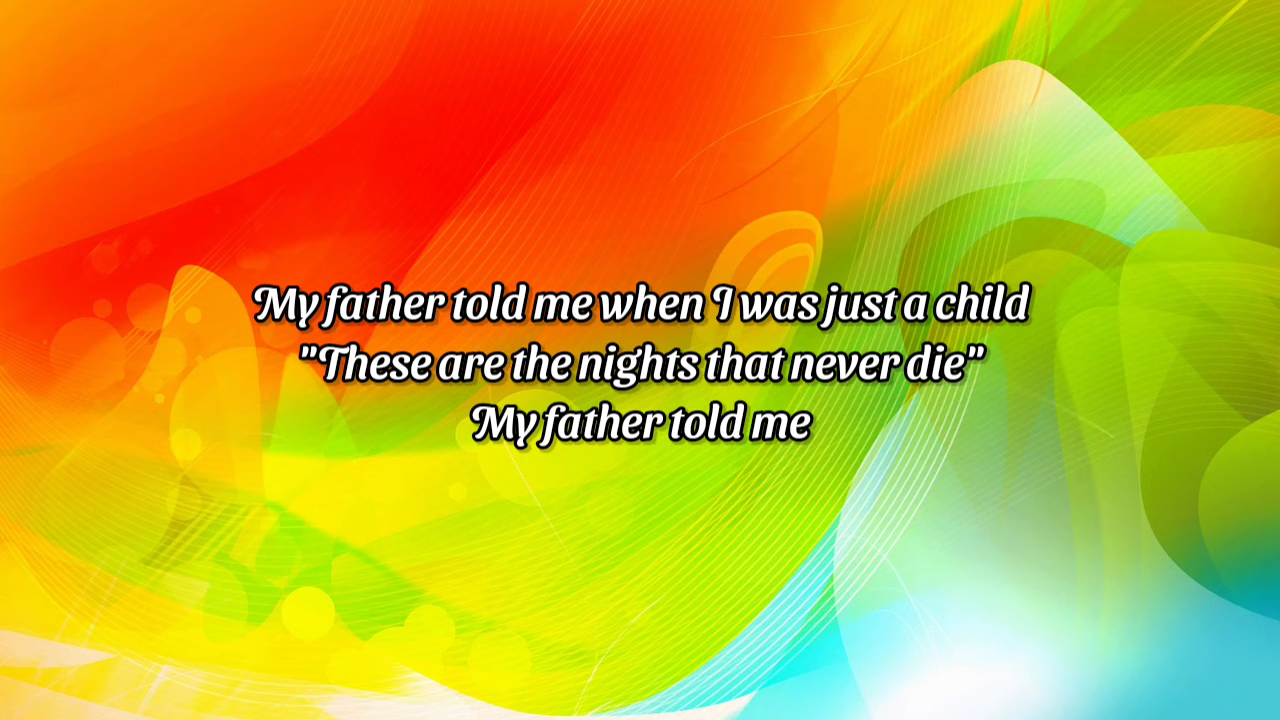 My father told me when I was just a child
"These are the nights that never die"
My father told me